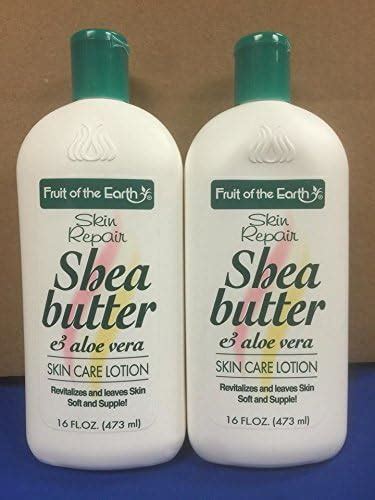 Fruit of the Earth
Skin
Repair
Shea
butter
& aloe vera
SKIN CARE LOTION
Revitalizes and leaves Skin
Soft and Supple!
16 FL OZ. (473 ml)
Fruit of the Earth
Skin
Repair
Shea
butter
& aloe vera
SKIN CARE LOTION
Revitalizes and leaves Skin
Soft and Supple!
16 FL OZ. (473 ml)